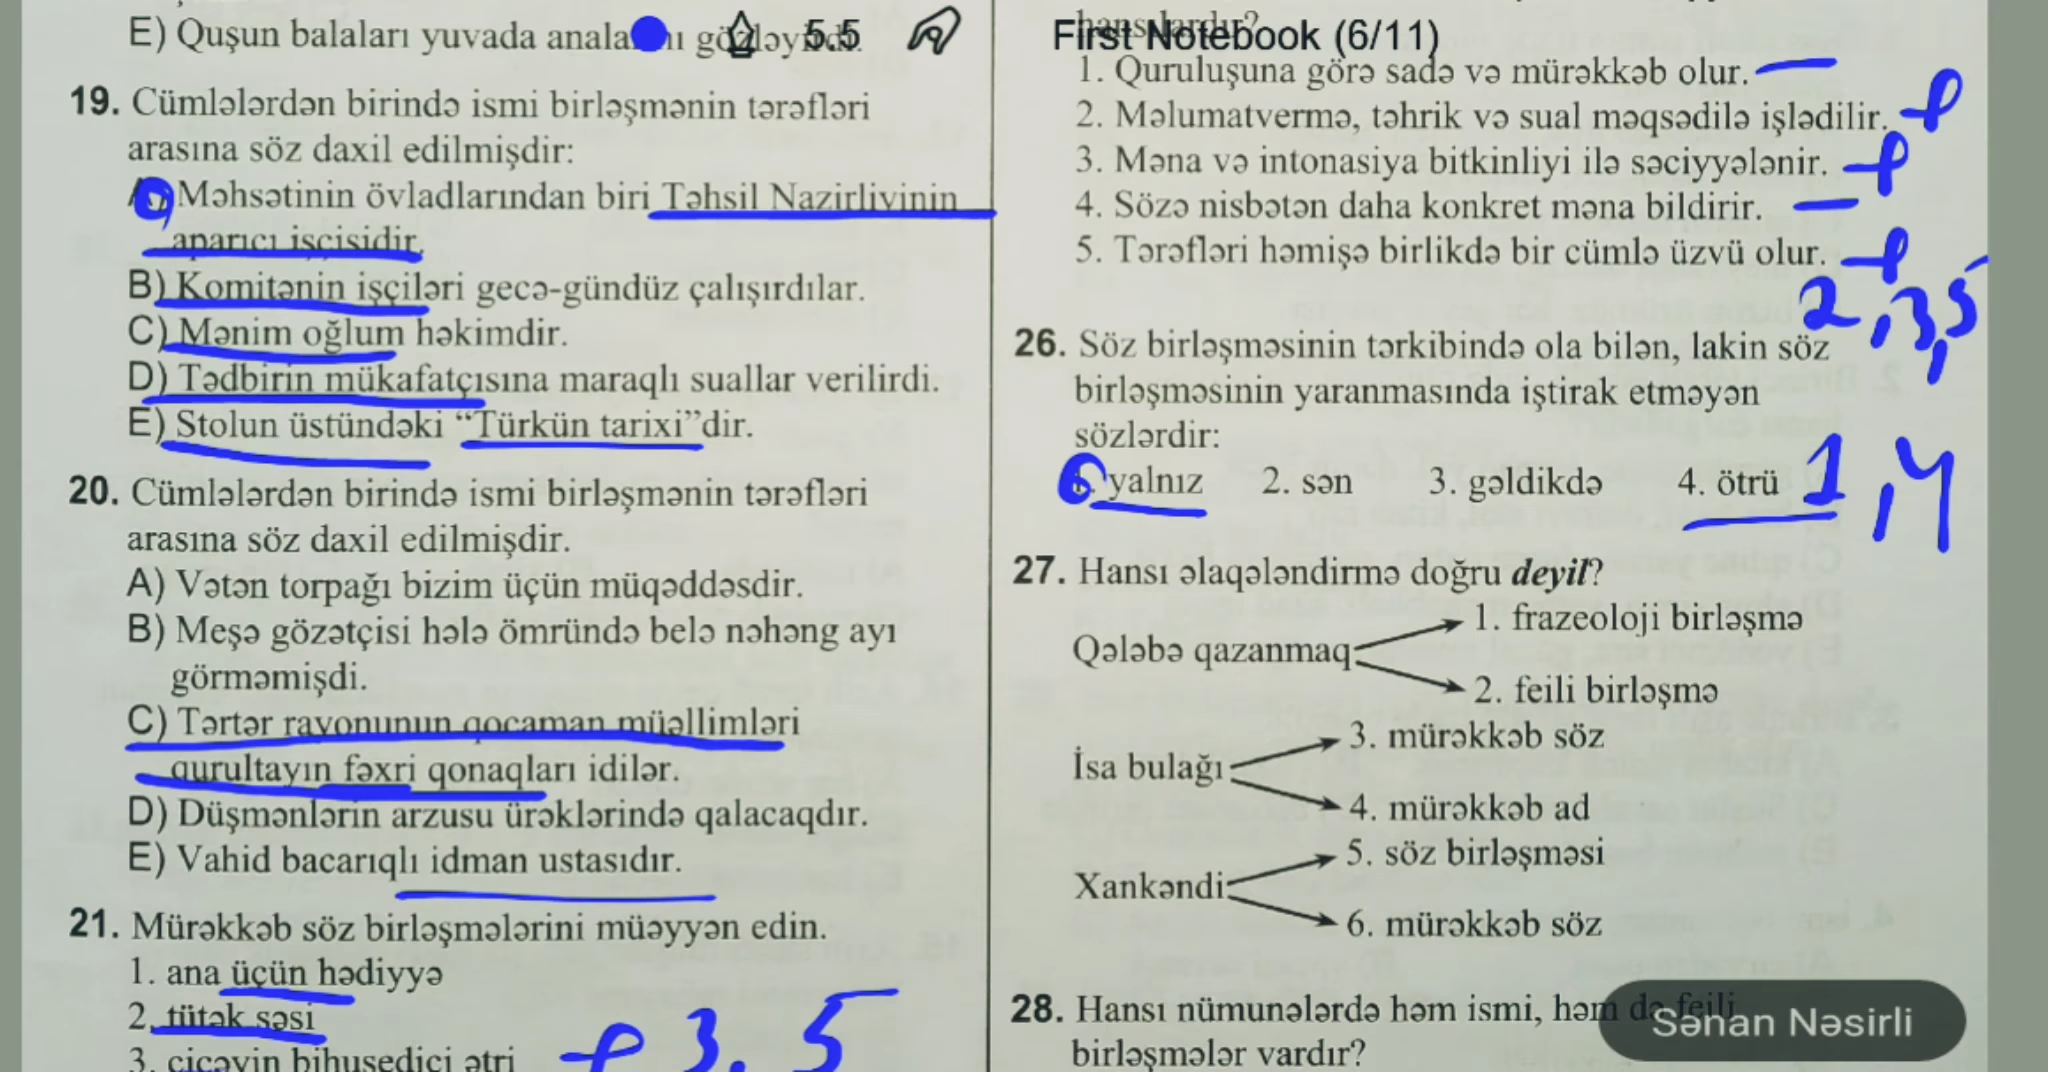 E) Quşun balaları yuvada anala ı gözləyirdi.
5.5
19. Cümlələrdən birində ismi birləşmənin tərəfləri
arasına söz daxil edilmişdir:
A) Məhsətinin övladlarından biri Təhsil Nazirliyinin
aparıcı işçisidir.
B) Komitənin işçiləri gecə-gündüz çalışırdılar.
C) Mənim oğlum həkimdir.
D) Tədbirin mükafatçısına maraqlı suallar verilirdi.
E) Stolun üstündəki “Türkün tarixi”dir.
20. Cümlələrdən birində ismi birləşmənin tərəfləri
arasına söz daxil edilmişdir.
A) Vətən torpağı bizim üçün müqəddəsdir.
B) Meşə gözətçisi hələ ömründə belə nəhəng ayı
görməmişdi.
C) Tərtər rayonunun qocaman müəllimləri
qurultayın fəxri qonaqları idilər.
D) Düşmənlərin arzusu ürəklərində qalacaqdır.
E) Vahid bacarıqlı idman ustasıdır.
21. Mürəkkəb söz birləşmələrini müəyyən edin.
1. ana üçün hədiyyə
2. tütək səsi
3. çiçəyin bihuşedici ətri
+ 3. 5
hansılardır?
First Notebook (6/11)
1. Quruluşuna görə sadə və mürəkkəb olur. —
2. Məlumatvermə, təhrik və sual məqsədilə işlədilir. +
3. Məna və intonasiya bitkinliyi ilə səciyyələnir. +
4. Sözə nisbətən daha konkret məna bildirir. —
5. Tərəfləri həmişə birlikdə bir cümlə üzvü olur. +
2,3,5
26. Söz birləşməsinin tərkibində ola bilən, lakin söz
birləşməsinin yaranmasında iştirak etməyən
sözlərdir:
1. yalnız 2. sən 3. gəldikdə 4. ötrü 1,4
27. Hansı əlaqələndirmə doğru deyil?
1. frazeoloji birləşmə
Qələbə qazanmaq
2. feili birləşmə
3. mürəkkəb söz
İsa bulağı
4. mürəkkəb ad
5. söz birləşməsi
Xankəndi
6. mürəkkəb söz
28. Hansı nümunələrdə həm ismi, həm də feili
birləşmələr vardır?
Sənan Nəsirli